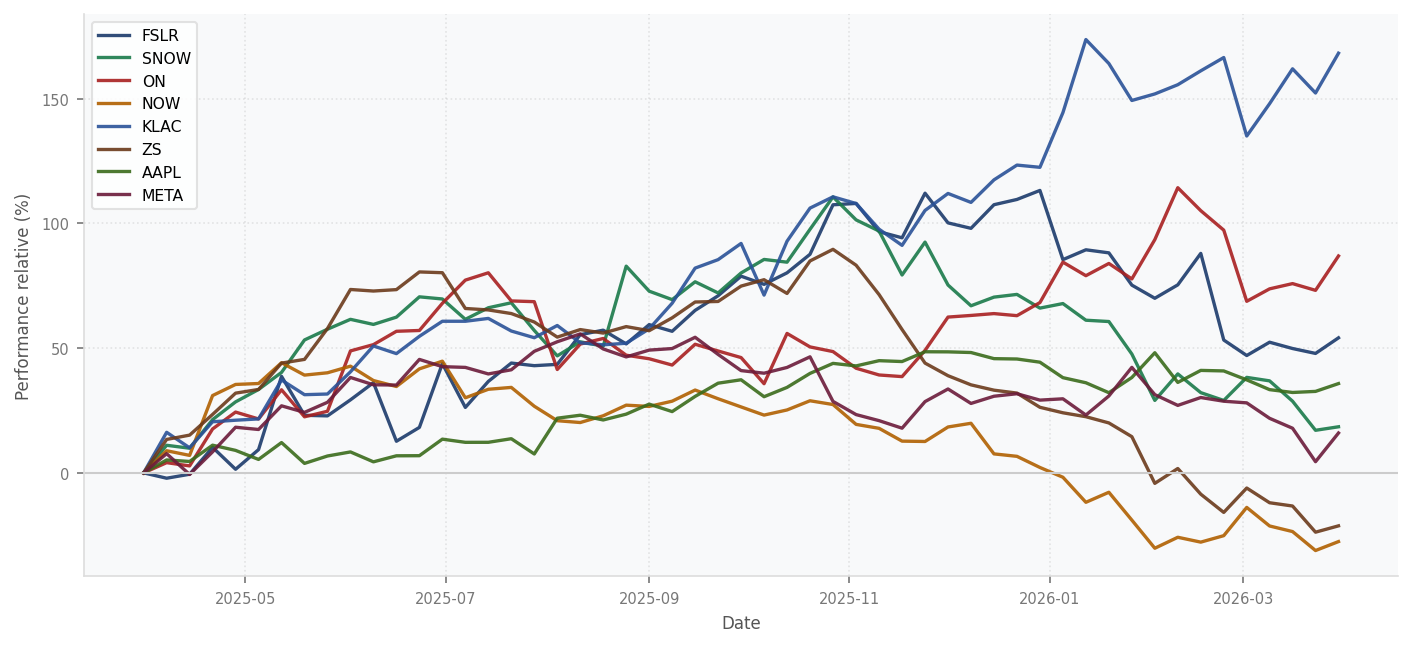 FSLR
SNOW
ON
NOW
KLAC
ZS
AAPL
META
Performance relative (%)
150
100
50
0
2025-05
2025-07
2025-09
2025-11
2026-01
2026-03
Date